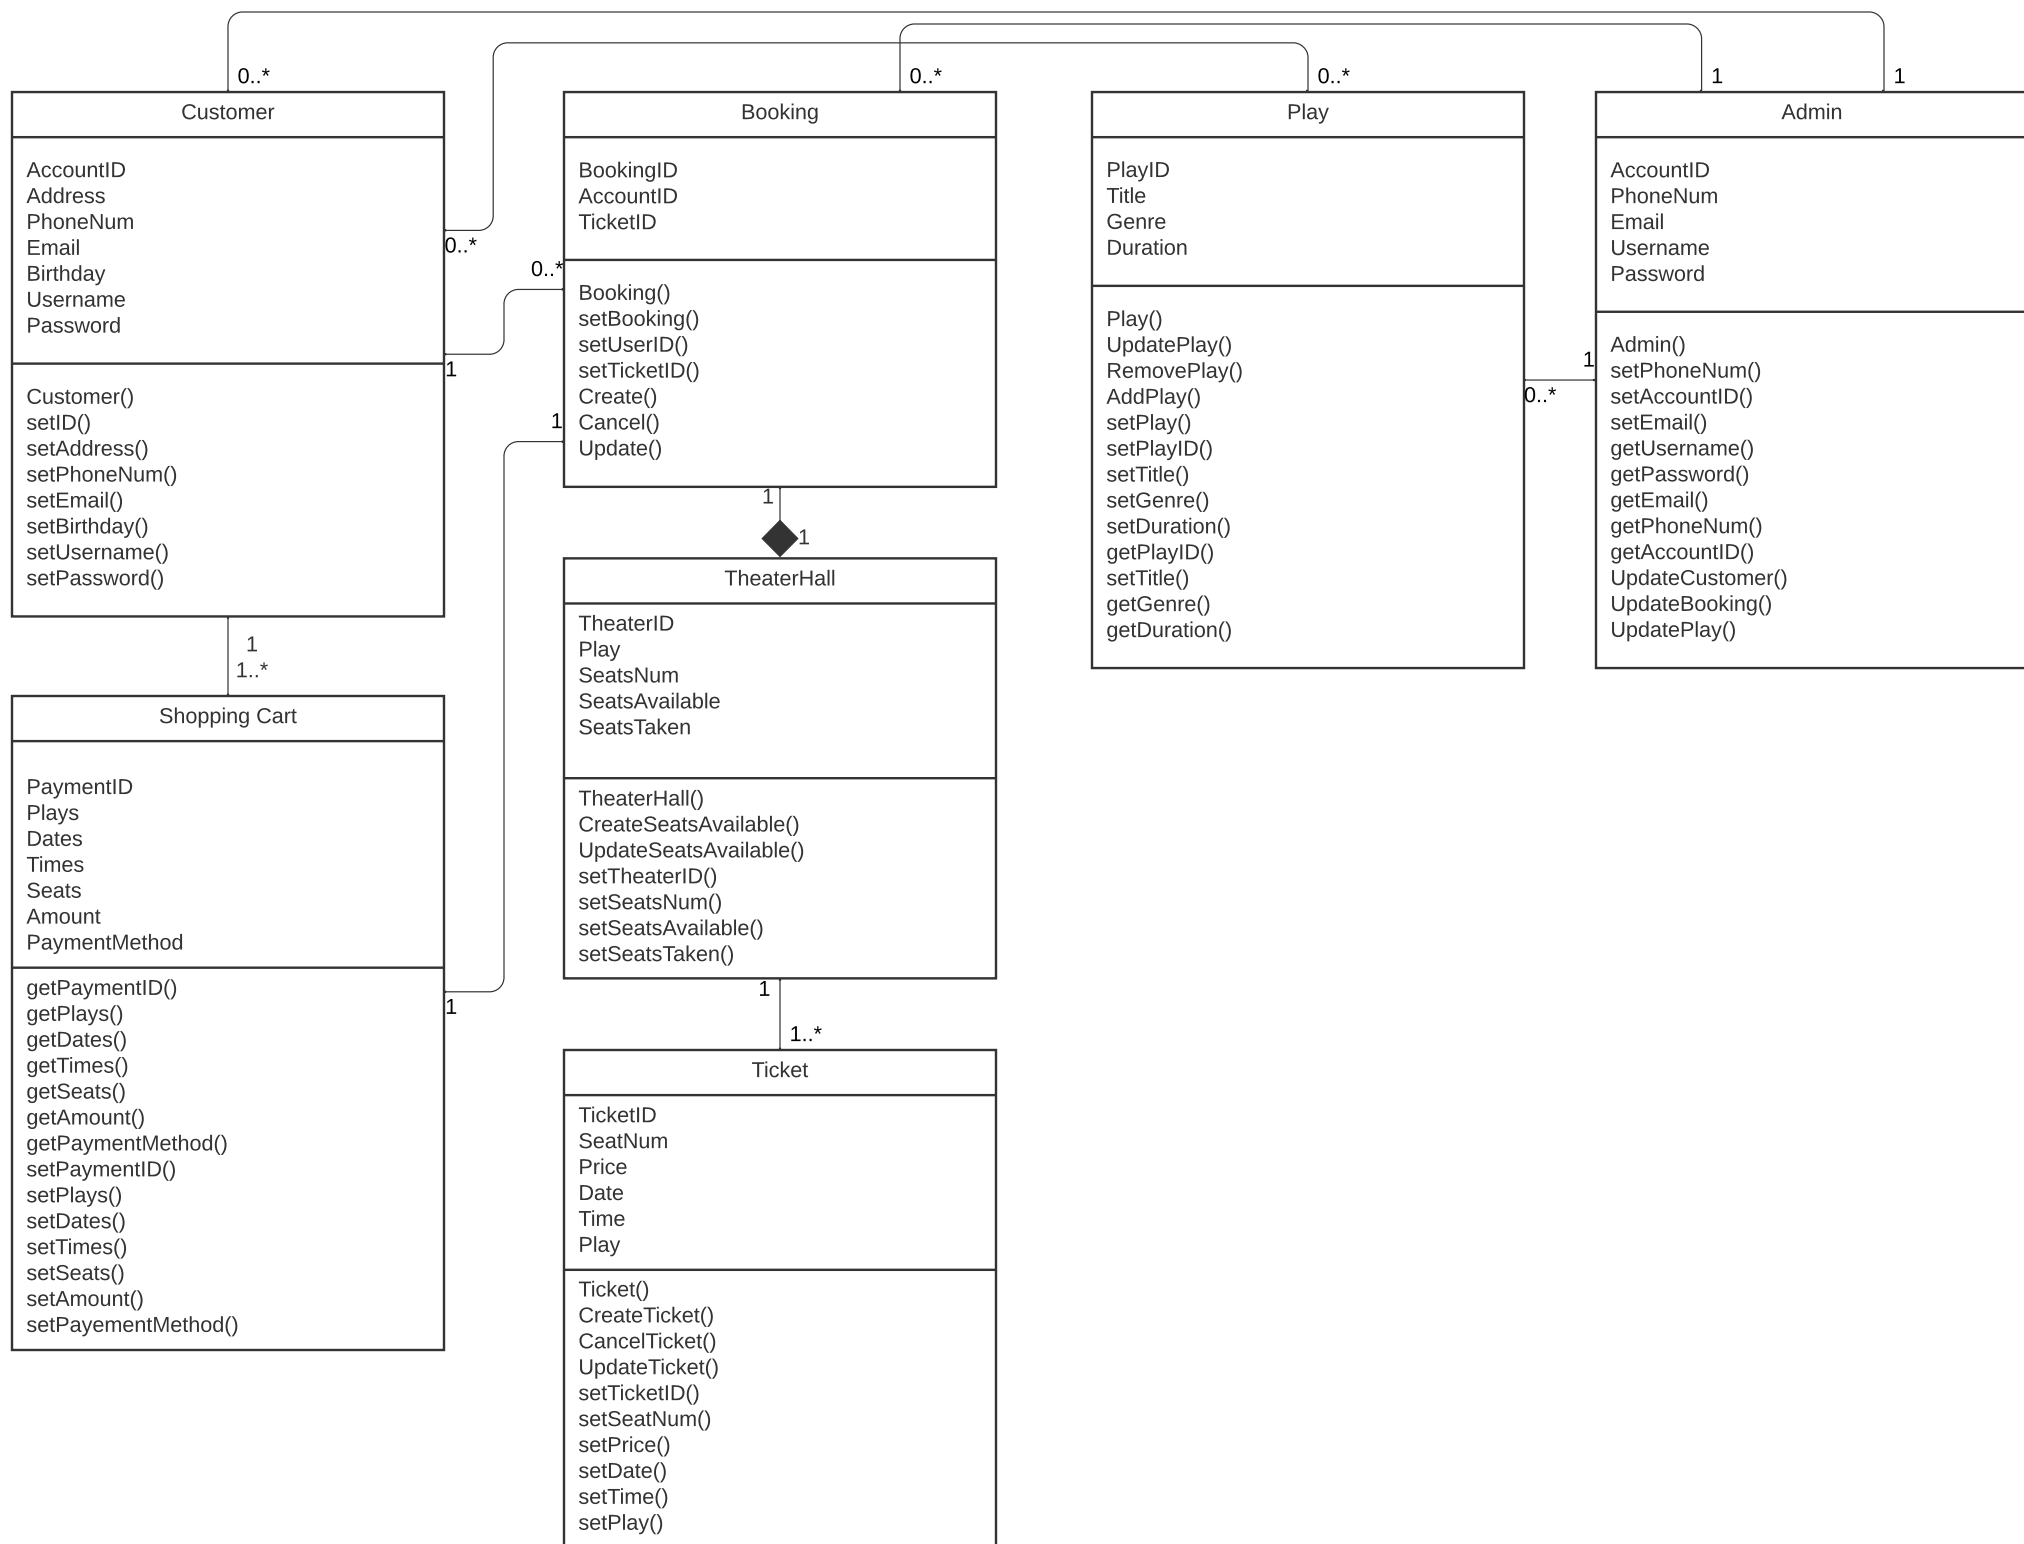 0..*
0..*
0..*
1
1
Customer
AccountID
Address
PhoneNum
Email
Birthday
Username
Password
Customer()
setID()
setAddress()
setPhoneNum()
setEmail()
setBirthday()
setUsername()
setPassword()
0..*
0..*
1
1
1
1..*
Booking
BookingID
AccountID
TicketID
Booking()
setBooking()
setUserID()
setTicketID()
Create()
Cancel()
Update()
1
1
Play
PlayID
Title
Genre
Duration
Play()
UpdatePlay()
RemovePlay()
AddPlay()
setPlay()
setPlayID()
setTitle()
setGenre()
setDuration()
getPlayID()
setTitle()
getGenre()
getDuration()
1
0..*
Admin
AccountID
PhoneNum
Email
Username
Password
Admin()
setPhoneNum()
setAccountID()
setEmail()
getUsername()
getPassword()
getEmail()
getPhoneNum()
getAccountID()
UpdateCustomer()
UpdateBooking()
UpdatePlay()
Shopping Cart
PaymentID
Plays
Dates
Times
Seats
Amount
PaymentMethod
getPaymentID()
getPlays()
getDates()
getTimes()
getSeats()
getAmount()
getPaymentMethod()
setPaymentID()
setPlays()
setDates()
setTimes()
setSeats()
setAmount()
setPayementMethod()
1
TheaterHall
TheaterID
Play
SeatsNum
SeatsAvailable
SeatsTaken
TheaterHall()
CreateSeatsAvailable()
UpdateSeatsAvailable()
setTheaterID()
setSeatsNum()
setSeatsAvailable()
setSeatsTaken()
1
1..*
Ticket
TicketID
SeatNum
Price
Date
Time
Play
Ticket()
CreateTicket()
CancelTicket()
UpdateTicket()
setTicketID()
setSeatNum()
setPrice()
setDate()
setTime()
setPlay()